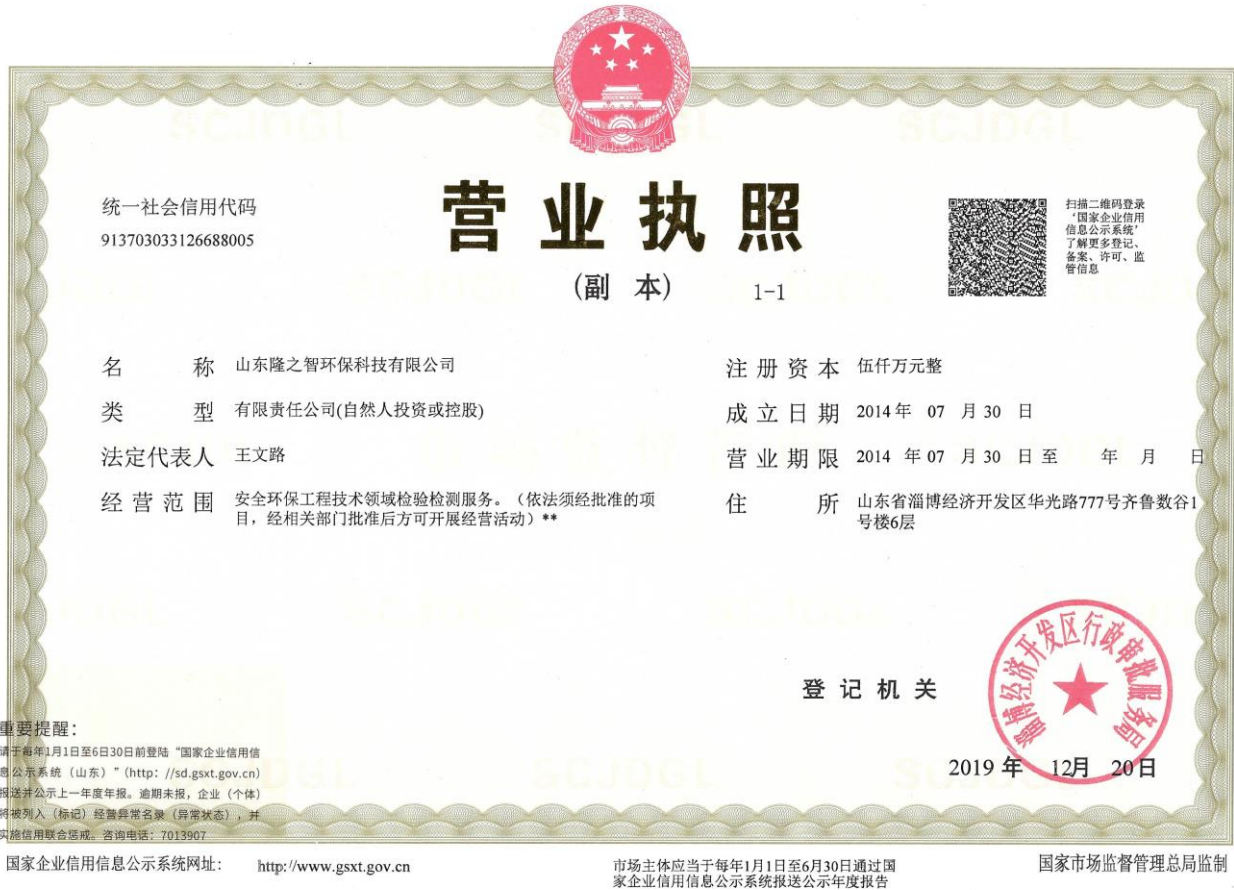 统一社会信用代码
913703033126688005
营业执照
(副 本)
1-1
扫描二维码登录
‘国家企业信用
信息公示系统’
了解更多登记、
备案、许可、监
管信息
名 称 山东隆之智环保科技有限公司
类 型 有限责任公司(自然人投资或控股)
法定代表人 王文路
经营范围 安全环保工程技术领域检验检测服务。（依法须经批准的项
目，经相关部门批准后方可开展经营活动）**
注册资本 伍仟万元整
成立日期 2014年 07 月 30 日
营业期限 2014 年 07 月 30 日 至 年 月 日
住 所 山东省淄博经济开发区华光路777号齐鲁数谷1
号楼6层
淄博经济开发区行政审批服务局
登记机关
2019 年 12月 20日
重要提醒：
请于每年1月1日至6月30日前登陆“国家企业信用信
息公示系统（山东）”(http: //sd.gsxt.gov.cn)
报送并公示上一年度年报。逾期未报，企业（个体）
将被列入（标记）经营异常名录（异常状态），并
实施信用联合惩戒。咨询电话：7013907
国家企业信用信息公示系统网址： http://www.gsxt.gov.cn
市场主体应当于每年1月1日至6月30日通过国
家企业信用信息公示系统报送公示年度报告
国家市场监督管理总局监制
SCJDGL